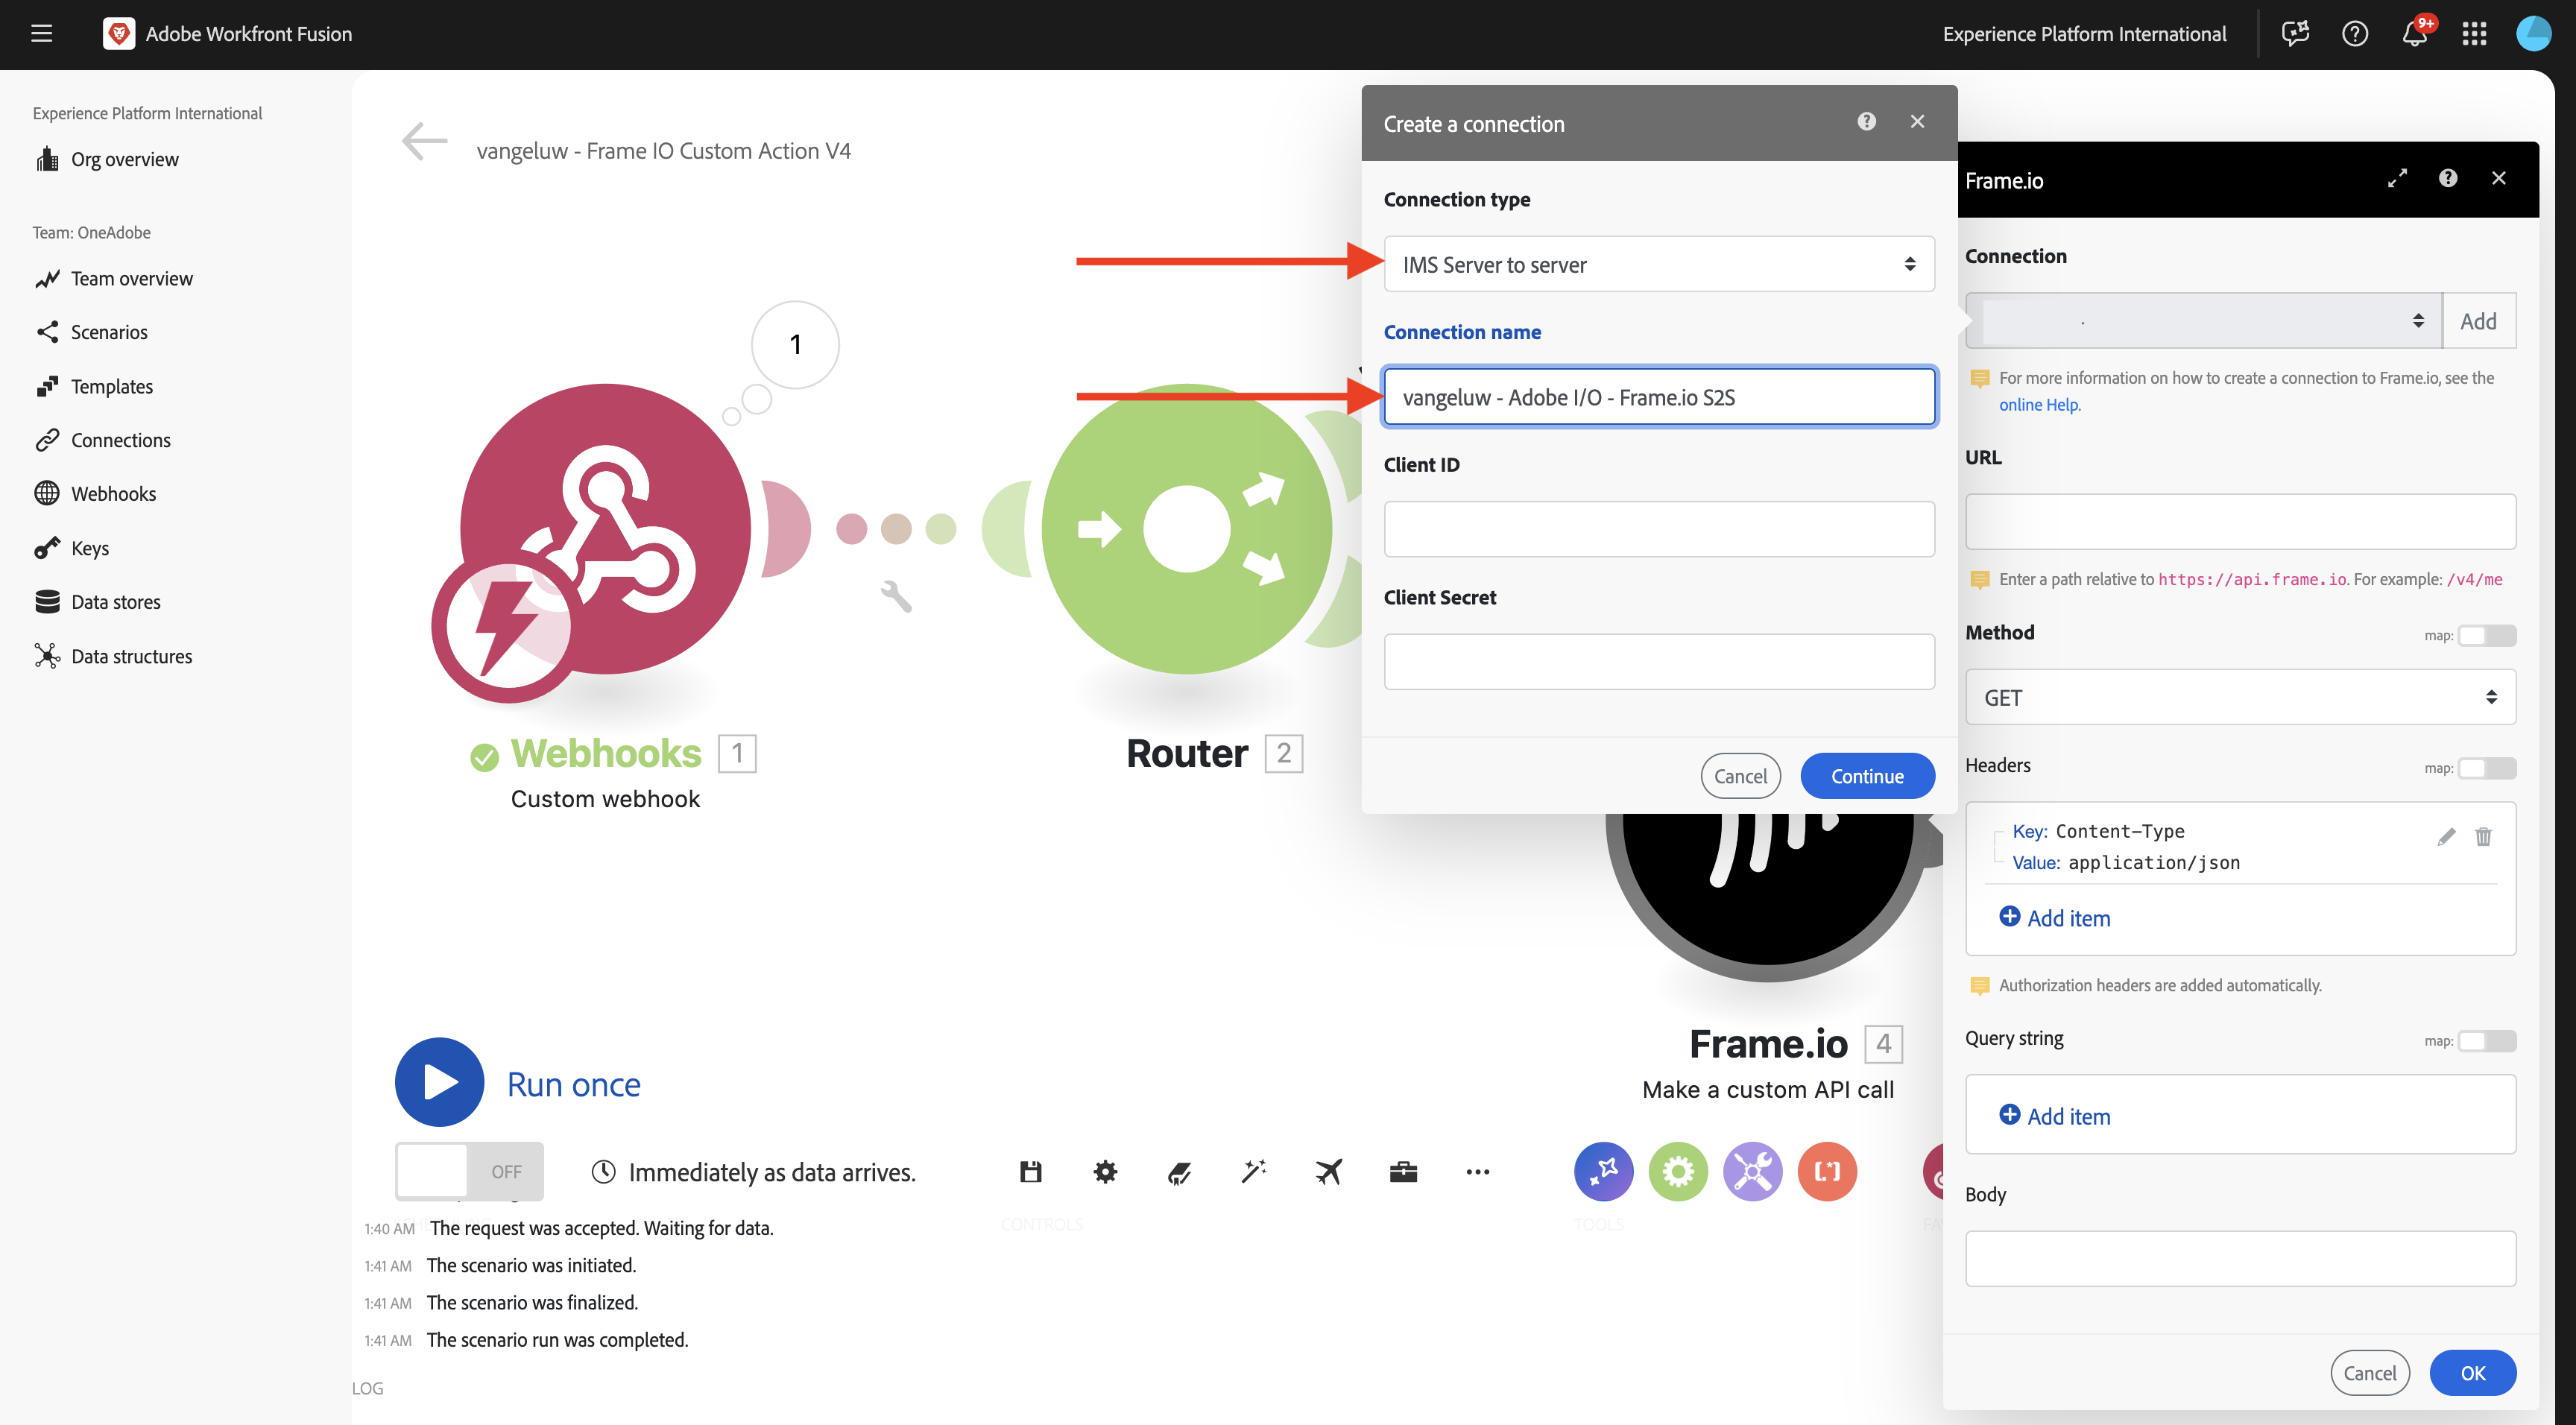 Adobe Workfront Fusion
Experience Platform International
9+
Experience Platform International
Org overview
Team: OneAdobe
Team overview
Scenarios
Templates
Connections
Webhooks
Keys
Data stores
Data structures
vangeluw - Frame IO Custom Action V4
1
Webhooks 1
Custom webhook
Router 2
Frame.io 4
Make a custom API call
Run once
OFF
Immediately as data arrives.
CONTROLS
TOOLS
1:40 AM The request was accepted. Waiting for data.
1:41 AM The scenario was initiated.
1:41 AM The scenario was finalized.
1:41 AM The scenario run was completed.
LOG
Create a connection
Connection type
IMS Server to server
Connection name
vangeluw - Adobe I/O - Frame.io S2S
Client ID
Client Secret
Cancel
Continue
Frame.io
Connection
Add
For more information on how to create a connection to Frame.io, see the
online Help.
URL
Enter a path relative to https://api.frame.io. For example: /v4/me
Method
map:
GET
Headers
map:
Key: Content-Type
Value: application/json
Add item
Authorization headers are added automatically.
Query string
map:
Add item
Body
Cancel
OK